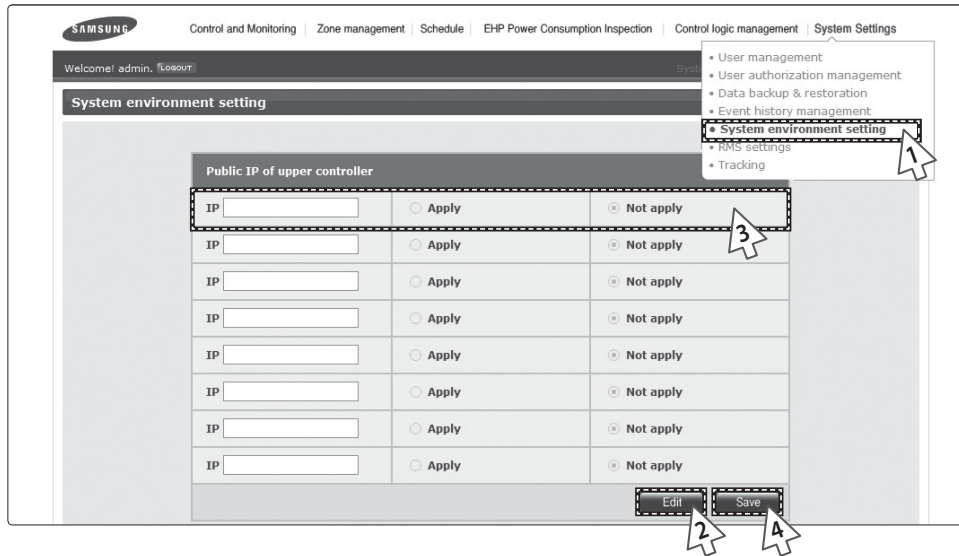 SAMSUNG Control and Monitoring | Zone management | Schedule | EHP Power Consumption Inspection | Control logic management | System Settings
Welcome! admin. LOGOUT Syst
• User management
• User authorization management
• Data backup & restoration
• Event history management
• System environment setting
• RMS settings
• Tracking
1
System environment setting
Public IP of upper controller
IP Apply Not apply
3
IP Apply Not apply
IP Apply Not apply
IP Apply Not apply
IP Apply Not apply
IP Apply Not apply
IP Apply Not apply
IP Apply Not apply
Edit Save
2 4